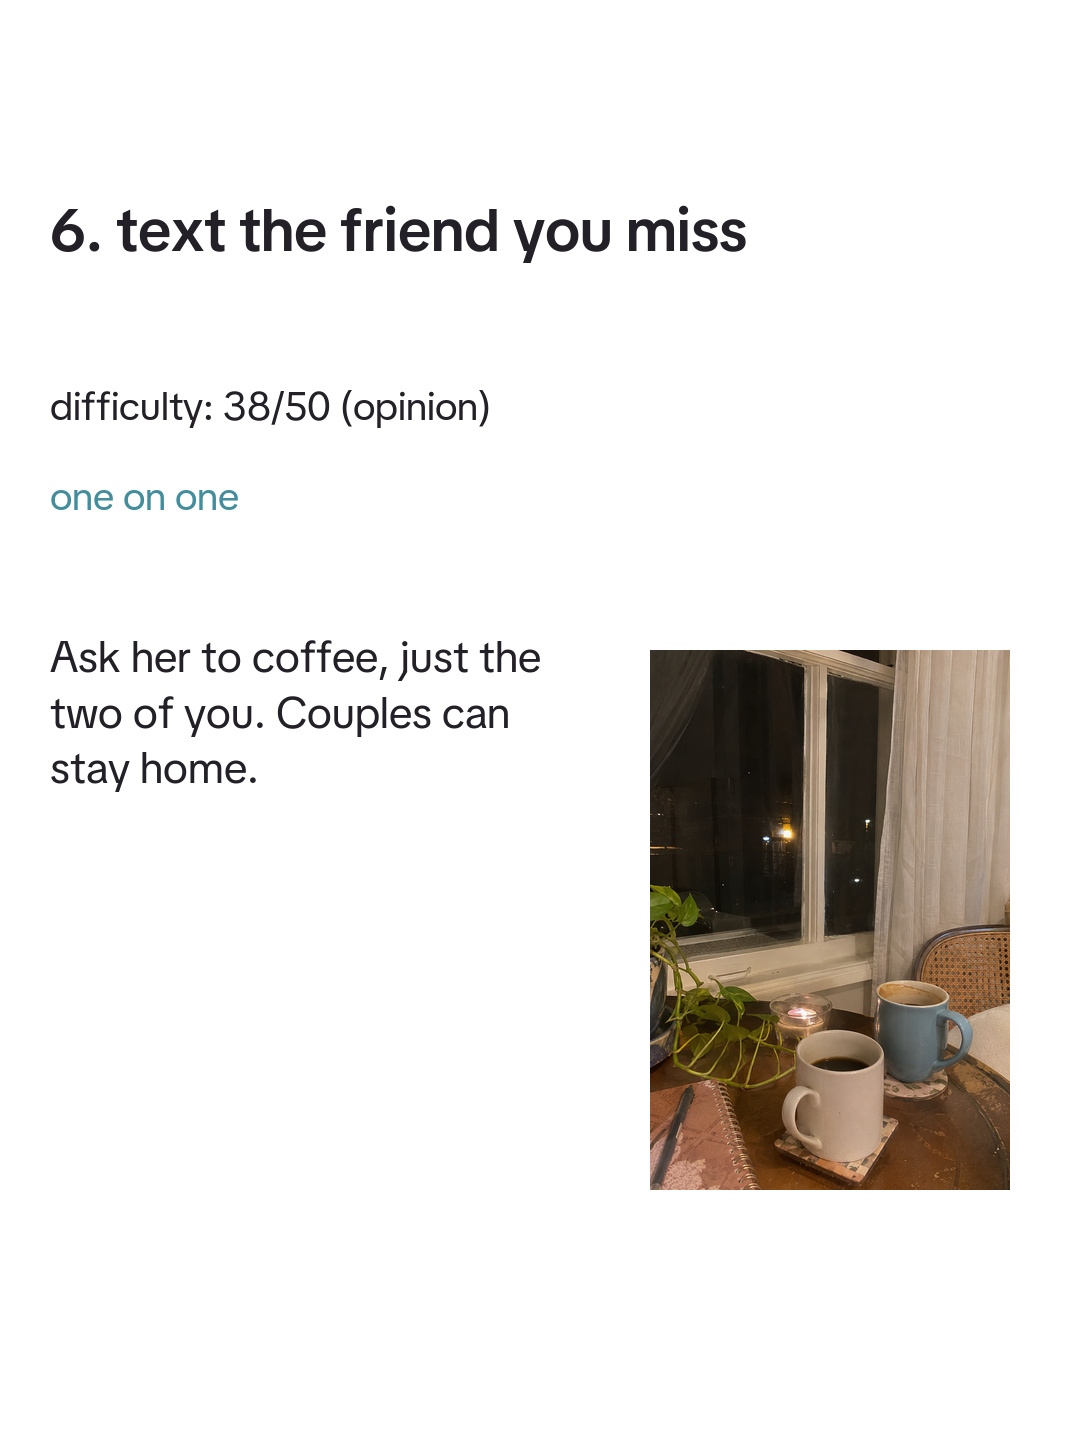 6. text the friend you miss
difficulty: 38/50 (opinion)
one on one
Ask her to coffee, just the
two of you. Couples can
stay home.